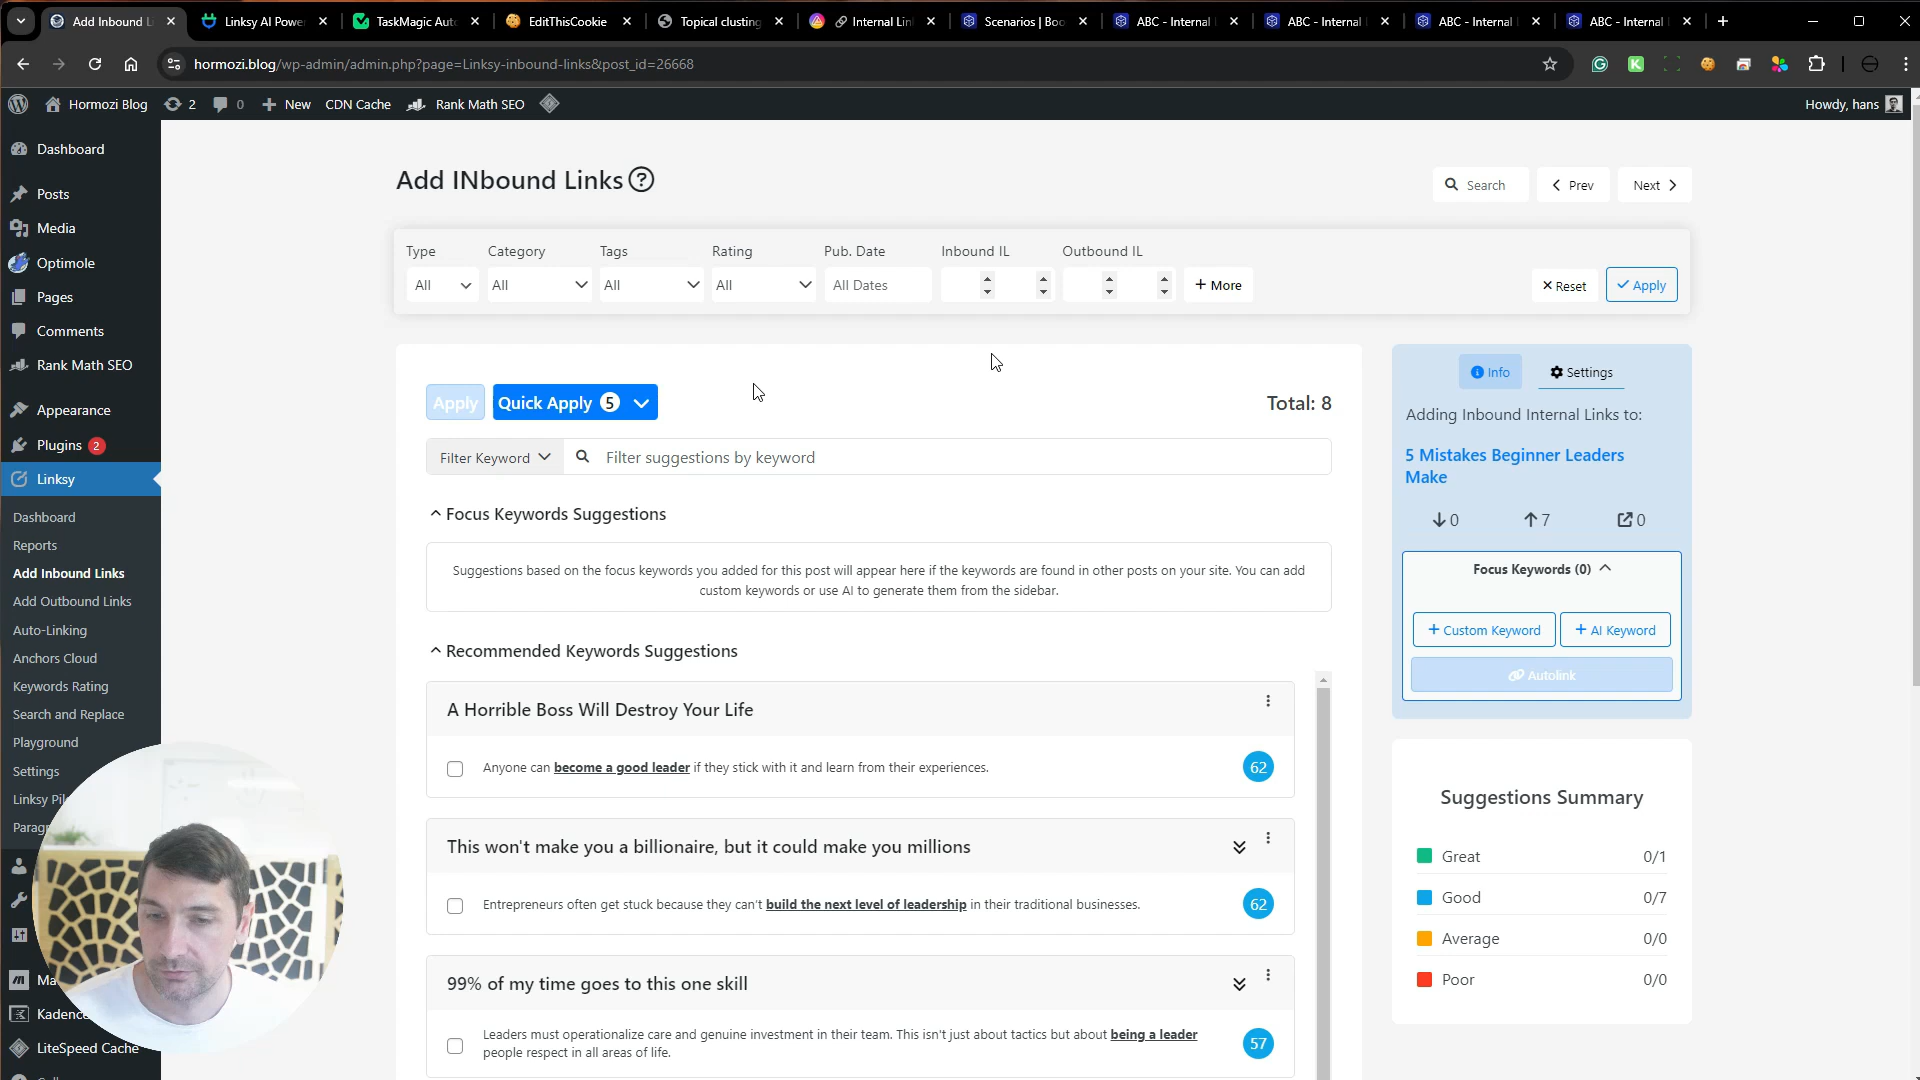 Add Inbound L
Linksy AI Powe
TaskMagic Aut
EditThisCookie
Topical clusting
Internal Lin
Scenarios | Boo
ABC - Internal
ABC - Internal
ABC - Internal
ABC - Internal
hormozi.blog/wp-admin/admin.php?page=Linksy-inbound-links&post_id=26668
Hormozi Blog 2 0 New CDN Cache Rank Math SEO
Howdy, hans
Dashboard
Posts
Media
Optimole
Pages
Comments
Rank Math SEO
Appearance
Plugins 2
Linksy
Dashboard
Reports
Add Inbound Links
Add Outbound Links
Auto-Linking
Anchors Cloud
Keywords Rating
Search and Replace
Playground
Settings
Linksy Pil
Paragr
Ma
Kadence
LiteSpeed Cache
Add INbound Links
Search
Prev
Next
Type Category Tags Rating Pub. Date Inbound IL Outbound IL
All All All All All Dates + More
Reset
Apply
Apply
Quick Apply 5
Total: 8
Filter Keyword
Filter suggestions by keyword
Focus Keywords Suggestions
Suggestions based on the focus keywords you added for this post will appear here if the keywords are found in other posts on your site. You can add
custom keywords or use AI to generate them from the sidebar.
Recommended Keywords Suggestions
A Horrible Boss Will Destroy Your Life
Anyone can become a good leader if they stick with it and learn from their experiences.
62
This won't make you a billionaire, but it could make you millions
Entrepreneurs often get stuck because they can't build the next level of leadership in their traditional businesses.
62
99% of my time goes to this one skill
Leaders must operationalize care and genuine investment in their team. This isn't just about tactics but about being a leader
people respect in all areas of life.
57
Info
Settings
Adding Inbound Internal Links to:
5 Mistakes Beginner Leaders
Make
0 7 0
Focus Keywords (0)
+ Custom Keyword
+ AI Keyword
Autolink
Suggestions Summary
Great 0/1
Good 0/7
Average 0/0
Poor 0/0